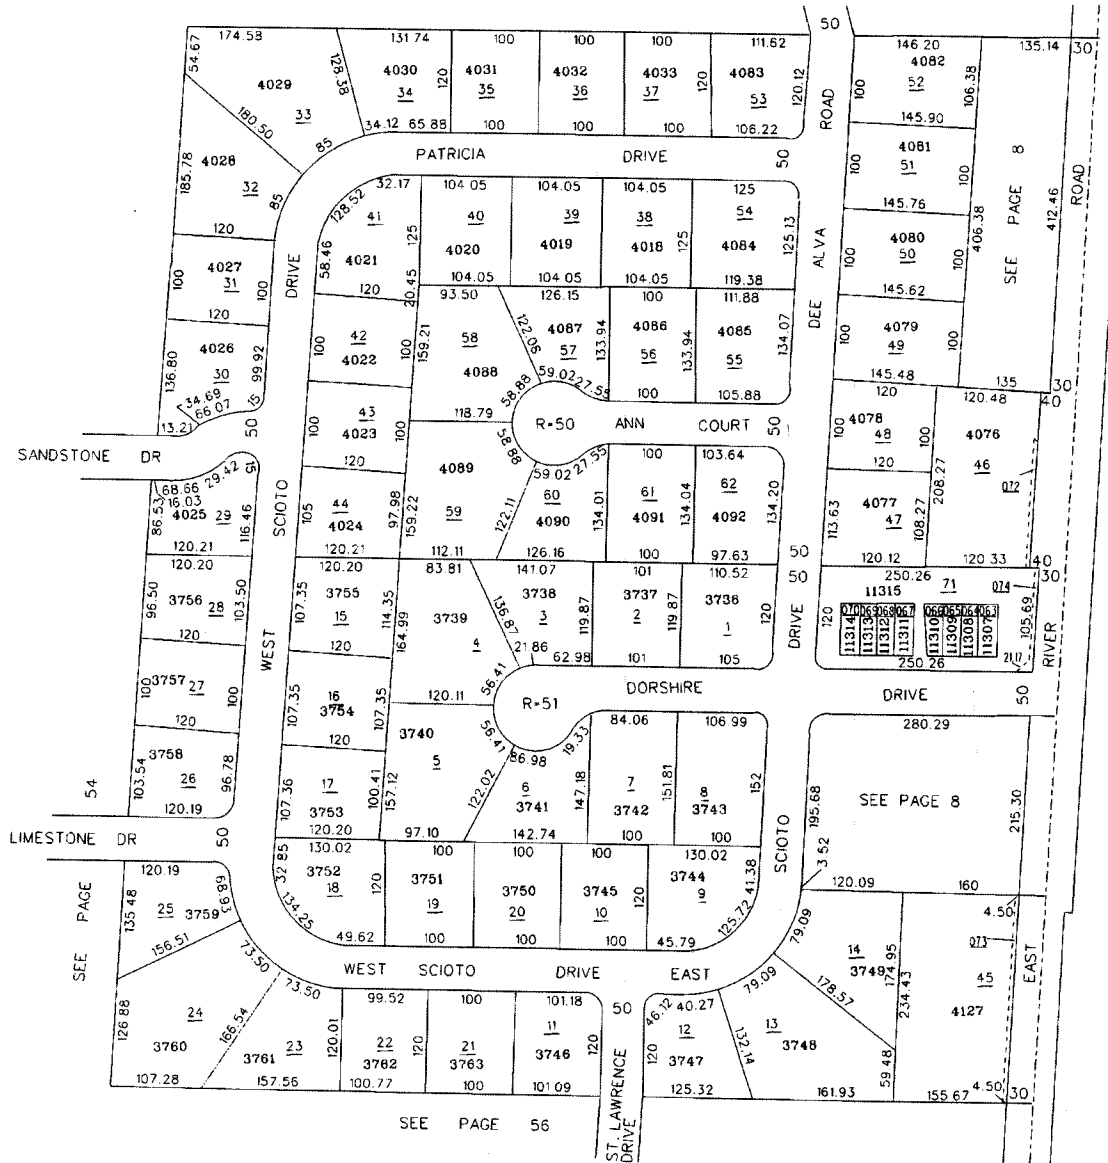 50
174.58 131.74 100 100 100 111.62 146.20 135.14 30
54.67 4029 128.38 4030 120 4031 4032 4033 120 4083 120.12 ROAD 100 4082 106.38
33 34 35 36 37 53 52
180.50 85 34.12 65.88 100 100 100 106.22 145.90
185.78 4028 PATRICIA DRIVE 50 100 4081 100 SEE PAGE 8 412.46 ROAD
32 85 51
120 128.52 32.17 104.05 104.05 104.05 125 145.76
41 40 39 38 54
100 4027 100 DRIVE 58.46 4021 125 4020 4019 4018 125 4084 125.13 ALVA 100 4080 100 406.38
31 50
120 120 20.45 104.05 104.05 104.05 119.38 145.62
93.50 126.15 100 111.88
136.80 4026 99.92 100 42 100 159.21 58 122.06 4087 133.94 4086 133.94 4085 134.07 DEE 100 4079 100
30 4022 4088 57 56 55 49
34.69 66.07 15 58.88 59.02 27.55 100 105.88 145.48 135 30
13.21 50 100 43 100 118.79 R=50 ANN COURT 50 120 120.48 40
SANDSTONE DR 4023 58.88 100 4078 100 4076
68.66 29.42 15 120 4089 59.02 27.55 100 103.64 48 46
16.03 120 208.27 072
86.53 4025 29 116.46 SCIOTO 105 44 97.98 159.22 59 122.11 60 134.01 61 134.04 62 134.20 113.63 4077 108.27
4024 4090 4091 4092 47
120.21 120.21 112.11 126.16 100 97.63 50 120.12 120.33 40
120.20 120.20 83.81 141.07 101 110.52 50 250.26 30
96.50 3756 103.50 107.35 3755 114.35 164.99 3739 136.87 3738 119.87 3737 119.87 3736 120 DRIVE 120 11315 71 074 105.69
28 15 4 3 2 1 070 069 068 067 066 065 064 063
120 WEST 120 21.86 62.98 101 105 11314 11313 11312 11311 11310 11309 11308 11307 RIVER
250.26 21.17
100 3757 27 100 107.35 16 107.35 120.11 56.41 DORSHIRE DRIVE 50
3754 R=51
120 120 3740 56.41 19.33 84.06 106.99 280.29
103.54 3758 96.78 107.36 17 100.41 157.12 5 122.02 86.98 6 147.18 7 151.81 8 152 195.68 SEE PAGE 8 215.30
54 26 3753 3741 3742 3743
120.19 120.20 97.10 142.74 100 100
LIMESTONE DR 50 130.02 100 100 100 130.02 SCIOTO 3.52
120.19 32.85 3752 120 3751 3750 3745 120 3744 41.38 120.09 160
SEE PAGE 135.48 25 3759 68.93 18 19 20 10 9
156.51 134.25 49.62 100 100 100 45.79 125.72 79.09 4.50
73.50 14 174.95 073 EAST
WEST SCIOTO DRIVE EAST 3749 45
126.88 24 73.50 99.52 100 101.18 50 46.12 40.27 79.09 178.57 234.43 4127
166.54 120.01 22 120 21 11 120 12 132.14 13
3760 3761 23 3762 3763 3746 120 3747 3748 59.48
107.28 157.56 100.77 100 101.09 125.32 161.93 155.67 4.50 30
SEE PAGE 56 ST. LAWRENCE
DRIVE